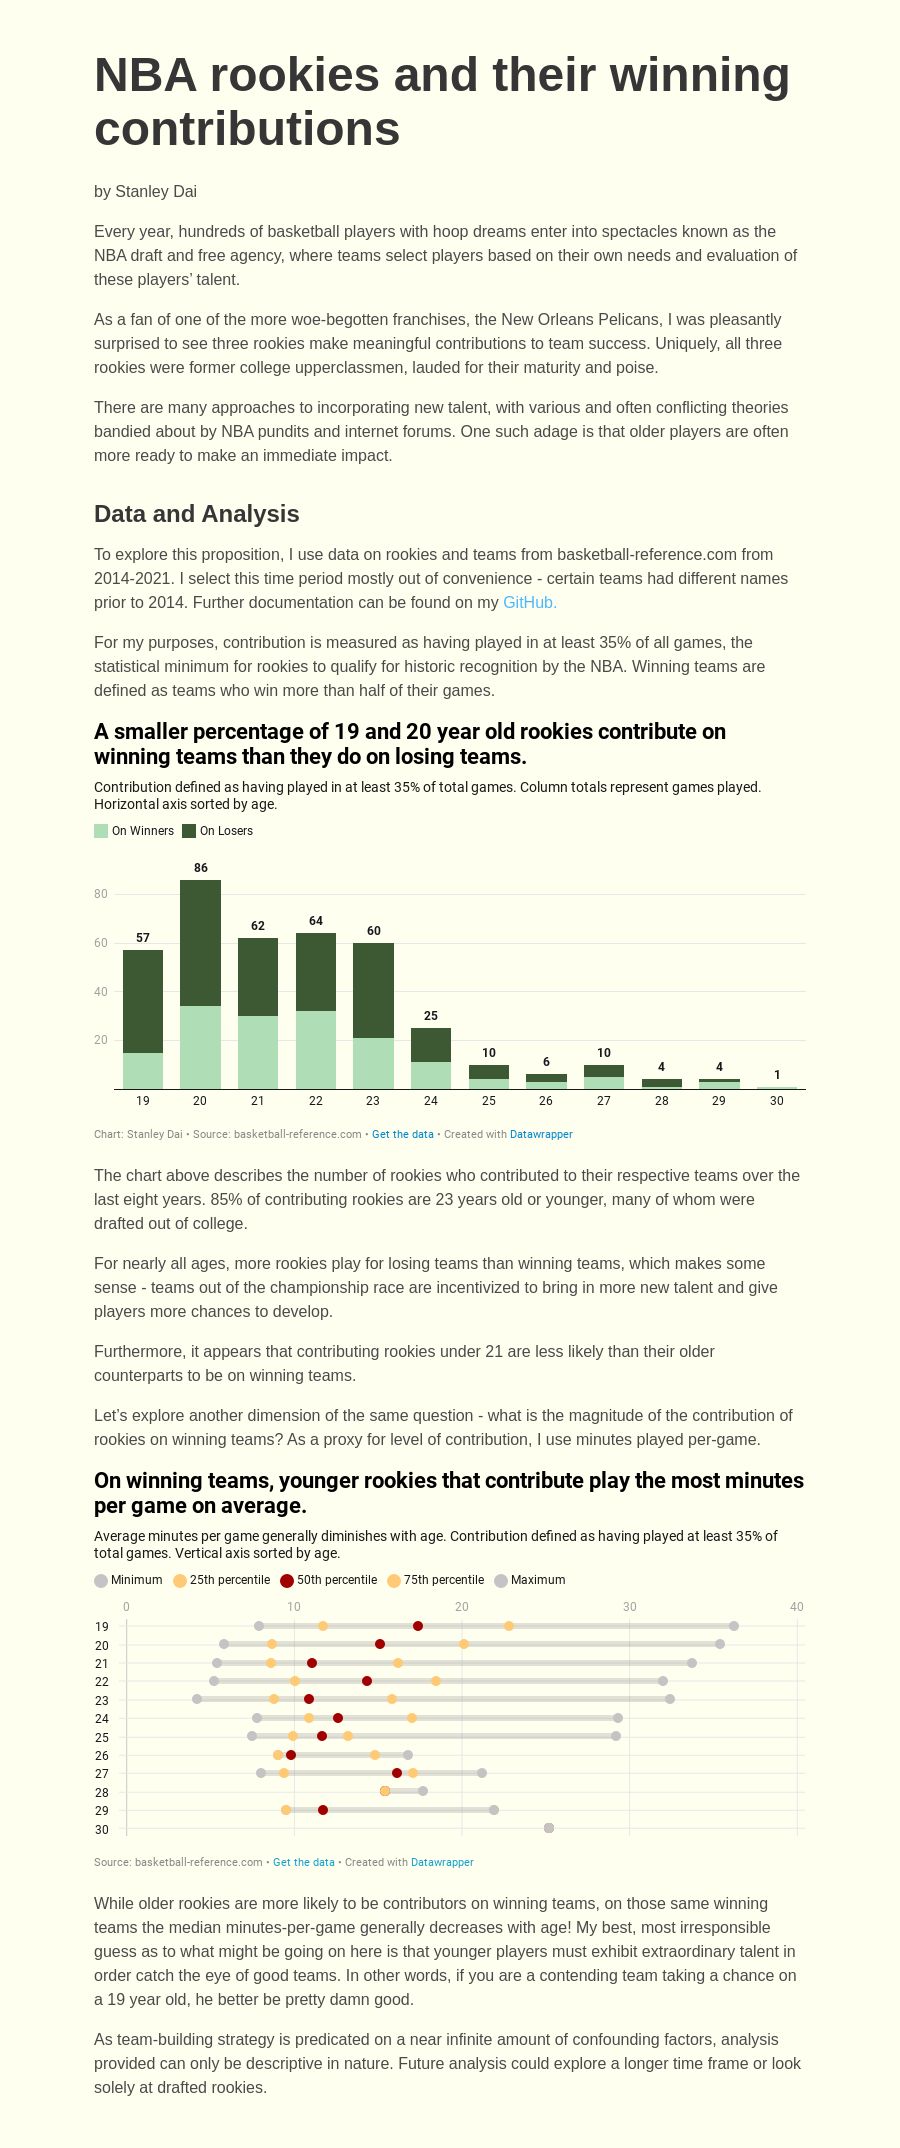 NBA rookies and their winning
contributions
by Stanley Dai
Every year, hundreds of basketball players with hoop dreams enter into spectacles known as the
NBA draft and free agency, where teams select players based on their own needs and evaluation of
these players’ talent.
As a fan of one of the more woe-begotten franchises, the New Orleans Pelicans, I was pleasantly
surprised to see three rookies make meaningful contributions to team success. Uniquely, all three
rookies were former college upperclassmen, lauded for their maturity and poise.
There are many approaches to incorporating new talent, with various and often conflicting theories
bandied about by NBA pundits and internet forums. One such adage is that older players are often
more ready to make an immediate impact.
Data and Analysis
To explore this proposition, I use data on rookies and teams from basketball-reference.com from
2014-2021. I select this time period mostly out of convenience - certain teams had different names
prior to 2014. Further documentation can be found on my GitHub.
For my purposes, contribution is measured as having played in at least 35% of all games, the
statistical minimum for rookies to qualify for historic recognition by the NBA. Winning teams are
defined as teams who win more than half of their games.
A smaller percentage of 19 and 20 year old rookies contribute on
winning teams than they do on losing teams.
Contribution defined as having played in at least 35% of total games. Column totals represent games played.
Horizontal axis sorted by age.
On Winners On Losers
86
80
64
62
60
60
57
40
25
20
10
10
6
4
4
1
19 20 21 22 23 24 25 26 27 28 29 30
Chart: Stanley Dai • Source: basketball-reference.com • Get the data • Created with Datawrapper
The chart above describes the number of rookies who contributed to their respective teams over the
last eight years. 85% of contributing rookies are 23 years old or younger, many of whom were
drafted out of college.
For nearly all ages, more rookies play for losing teams than winning teams, which makes some
sense - teams out of the championship race are incentivized to bring in more new talent and give
players more chances to develop.
Furthermore, it appears that contributing rookies under 21 are less likely than their older
counterparts to be on winning teams.
Let’s explore another dimension of the same question - what is the magnitude of the contribution of
rookies on winning teams? As a proxy for level of contribution, I use minutes played per-game.
On winning teams, younger rookies that contribute play the most minutes
per game on average.
Average minutes per game generally diminishes with age. Contribution defined as having played at least 35% of
total games. Vertical axis sorted by age.
Minimum 25th percentile 50th percentile 75th percentile Maximum
0 10 20 30 40
19
20
21
22
23
24
25
26
27
28
29
30
Source: basketball-reference.com • Get the data • Created with Datawrapper
While older rookies are more likely to be contributors on winning teams, on those same winning
teams the median minutes-per-game generally decreases with age! My best, most irresponsible
guess as to what might be going on here is that younger players must exhibit extraordinary talent in
order catch the eye of good teams. In other words, if you are a contending team taking a chance on
a 19 year old, he better be pretty damn good.
As team-building strategy is predicated on a near infinite amount of confounding factors, analysis
provided can only be descriptive in nature. Future analysis could explore a longer time frame or look
solely at drafted rookies.